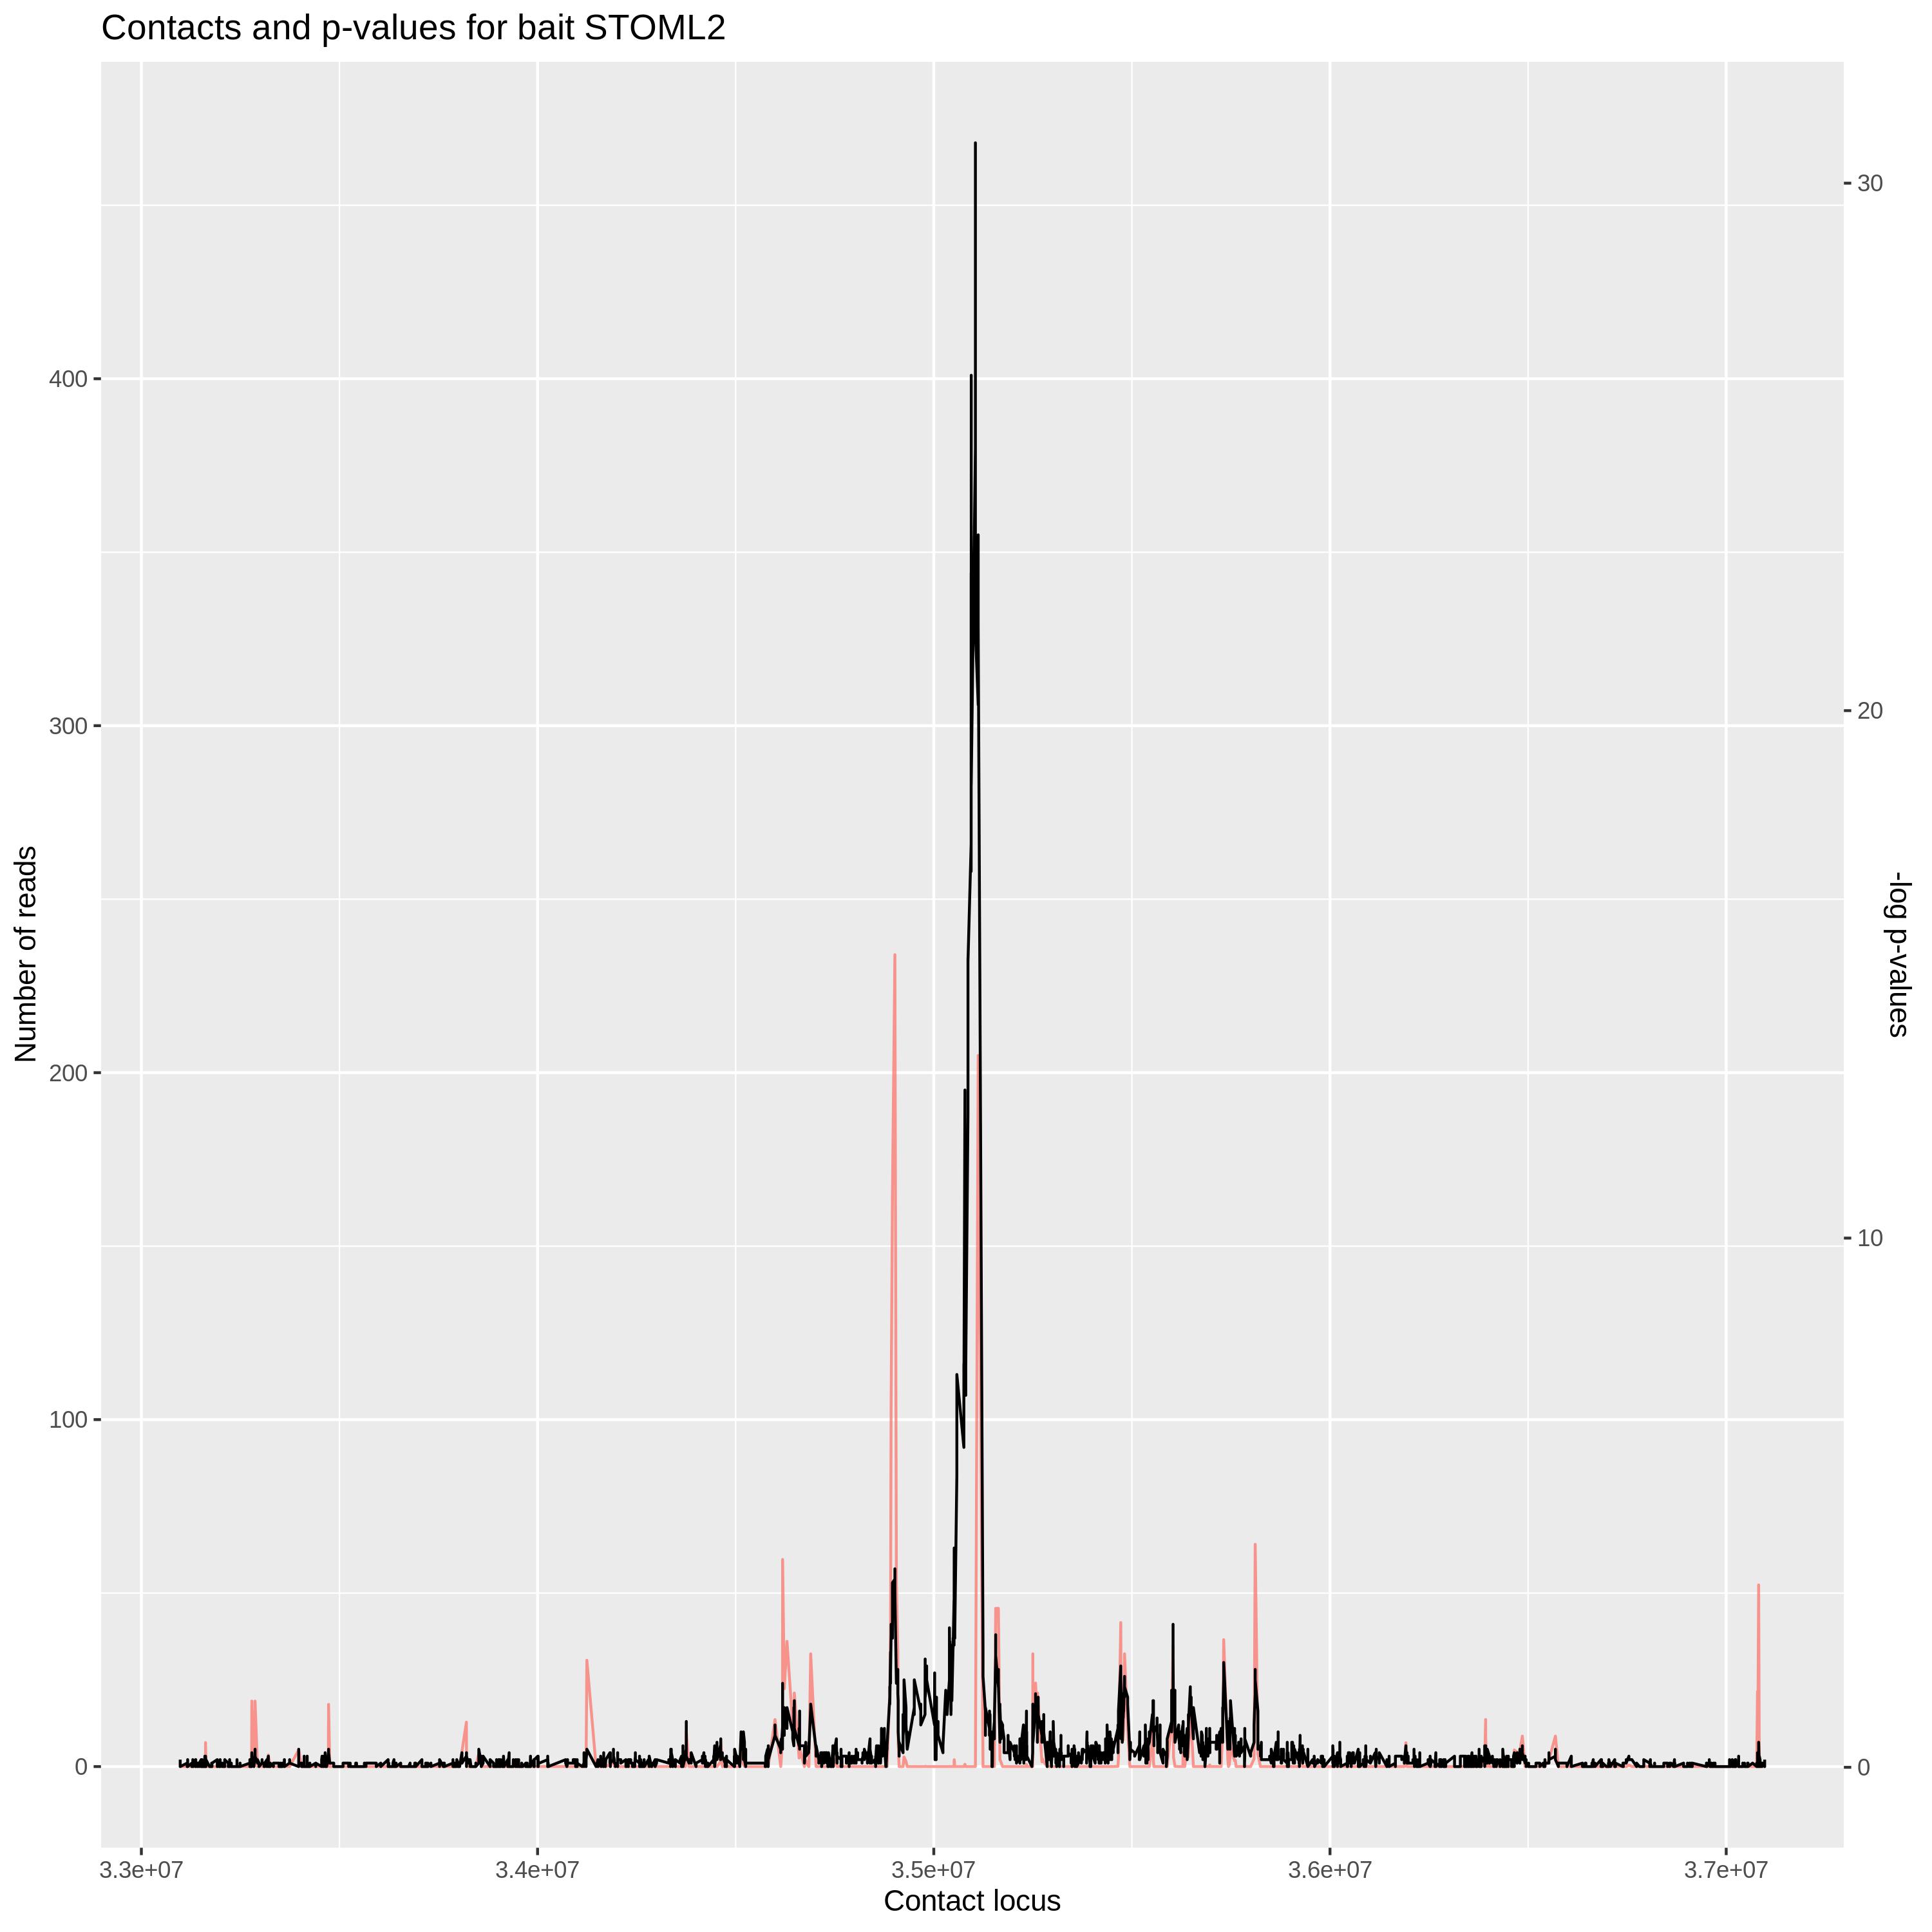 Contacts and p-values for bait STOML2
Number of reads
400
300
200
100
0
30
20
10
0
-log p-values
3.3e+07
3.4e+07
3.5e+07
3.6e+07
3.7e+07
Contact locus